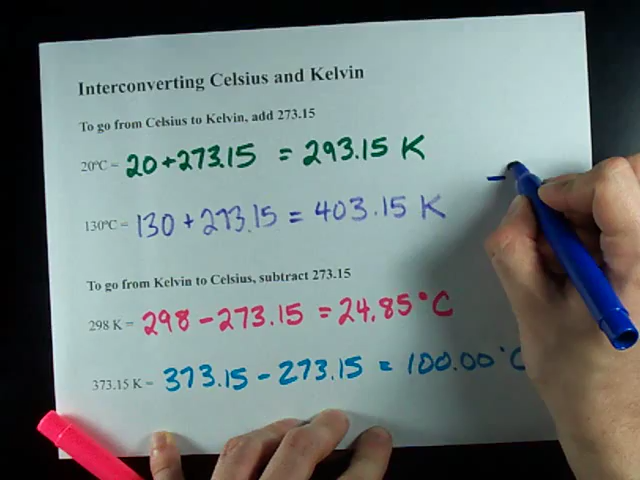 Interconverting Celsius and Kelvin
To go from Celsius to Kelvin, add 273.15
20ºC = 20 + 273.15 = 293.15 K
130ºC = 130 + 273.15 = 403.15 K
To go from Kelvin to Celsius, subtract 273.15
298 K = 298 - 273.15 = 24.85 °C
373.15 K = 373.15 - 273.15 = 100.00 °C